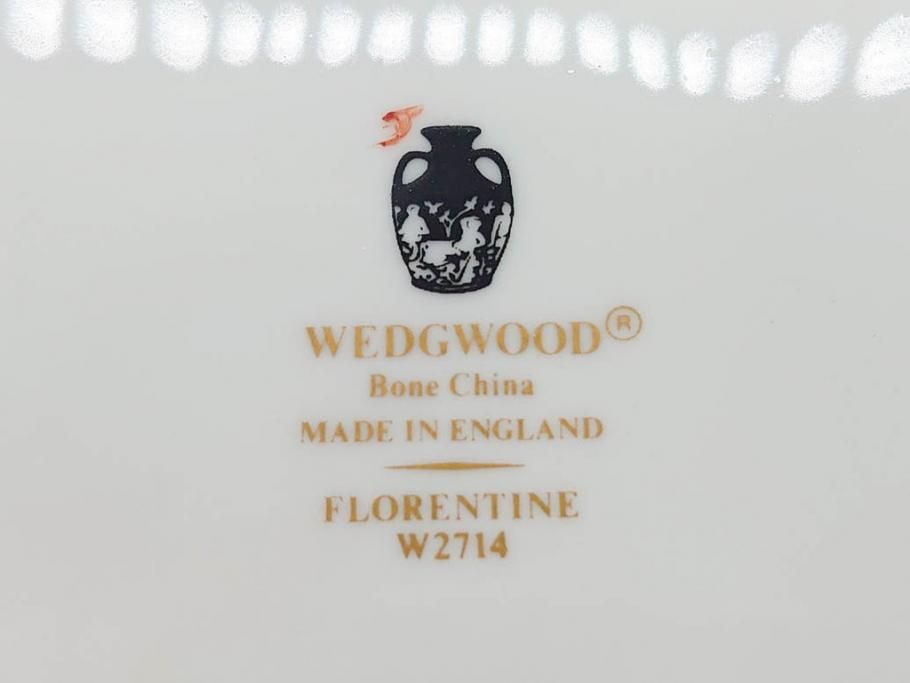 WEDGWOOD®
Bone China
MADE IN ENGLAND
FLORENTINE
W2714